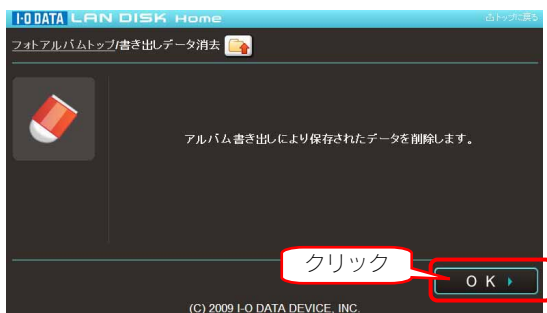 I-O DATA LAN DISK Home 凸トップに戻る
フォトアルバムトップ/書き出しデータ消去
アルバム書き出しにより保存されたデータを削除します。
クリック
OK
(C) 2009 I-O DATA DEVICE, INC.